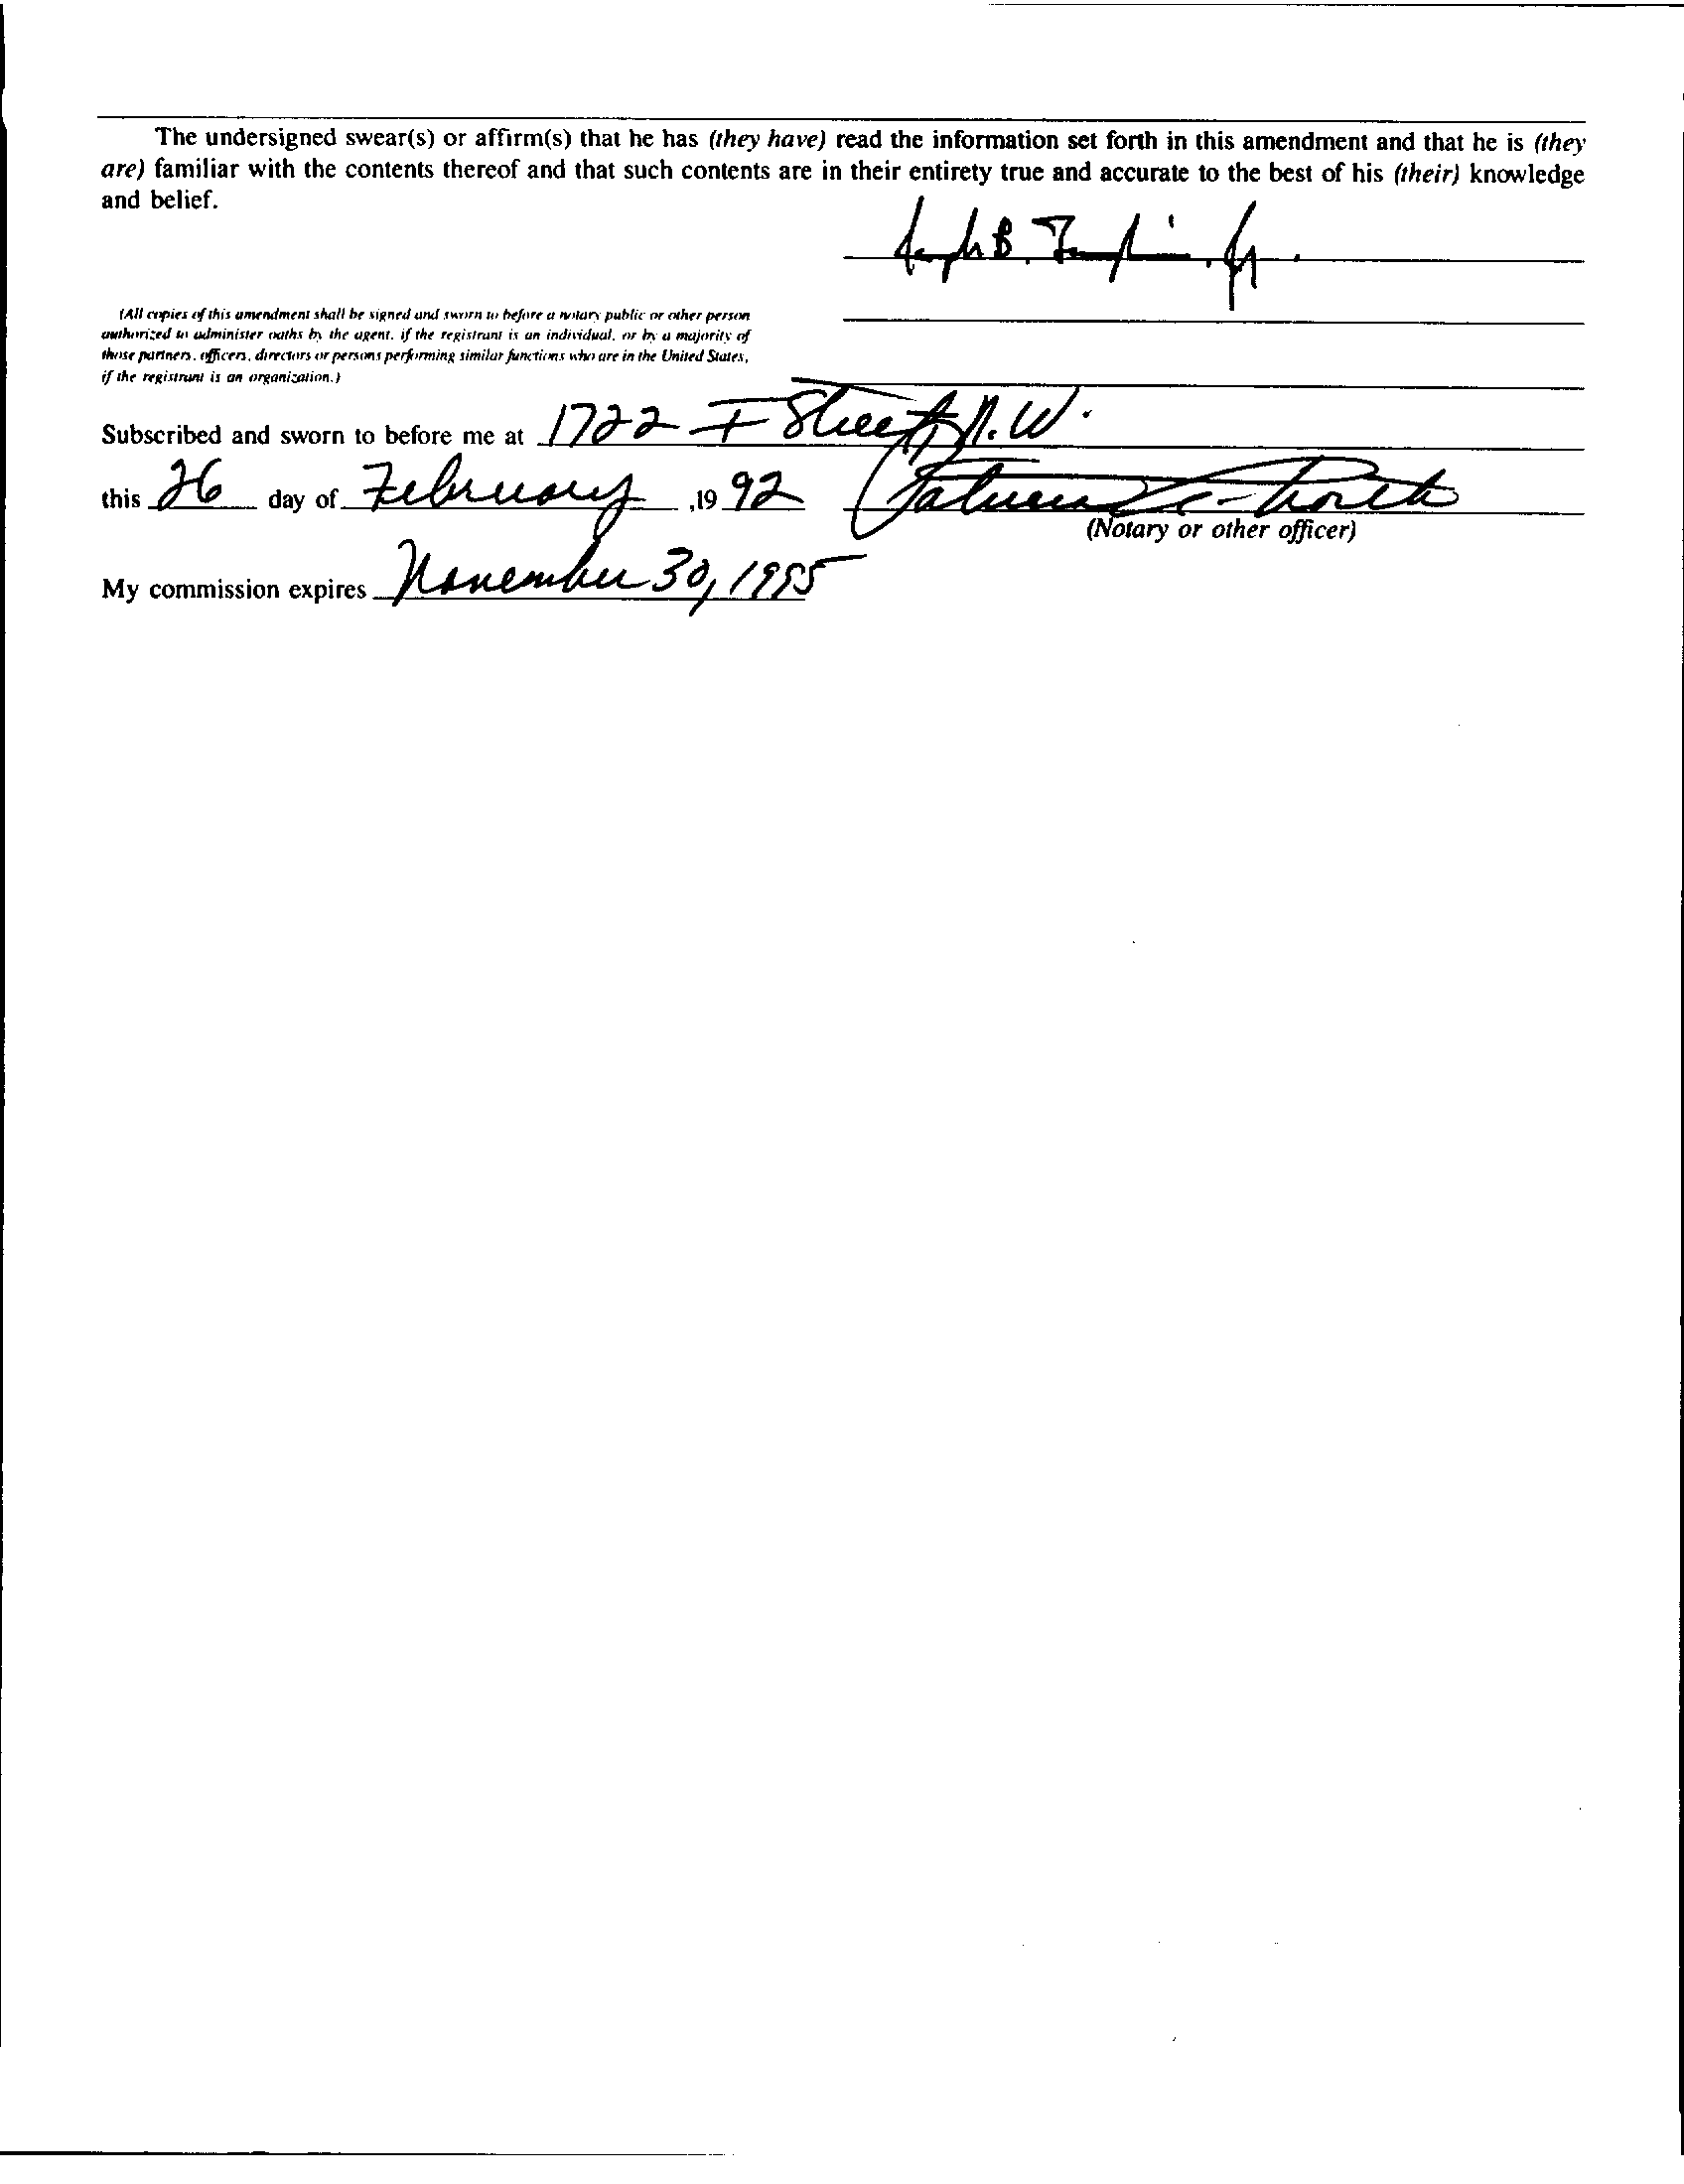 The undersigned swear(s) or affirm(s) that he has (they have) read the information set forth in this amendment and that he is (they
are) familiar with the contents thereof and that such contents are in their entirety true and accurate to the best of his (their) knowledge
and belief.
B. Jr.
(All copies of this amendment shall be signed and sworn to before a notary public or other person
authorized to administer oaths by the agent, if the registrant is an individual, or by a majority of
those partners, officers, directors or persons performing similar functions who are in the United States,
if the registrant is an organization.)
Subscribed and sworn to before me at 1722 I Street, N.W.
this 26 day of February ,19 92
(Notary or other officer)
My commission expires November 30, 1995